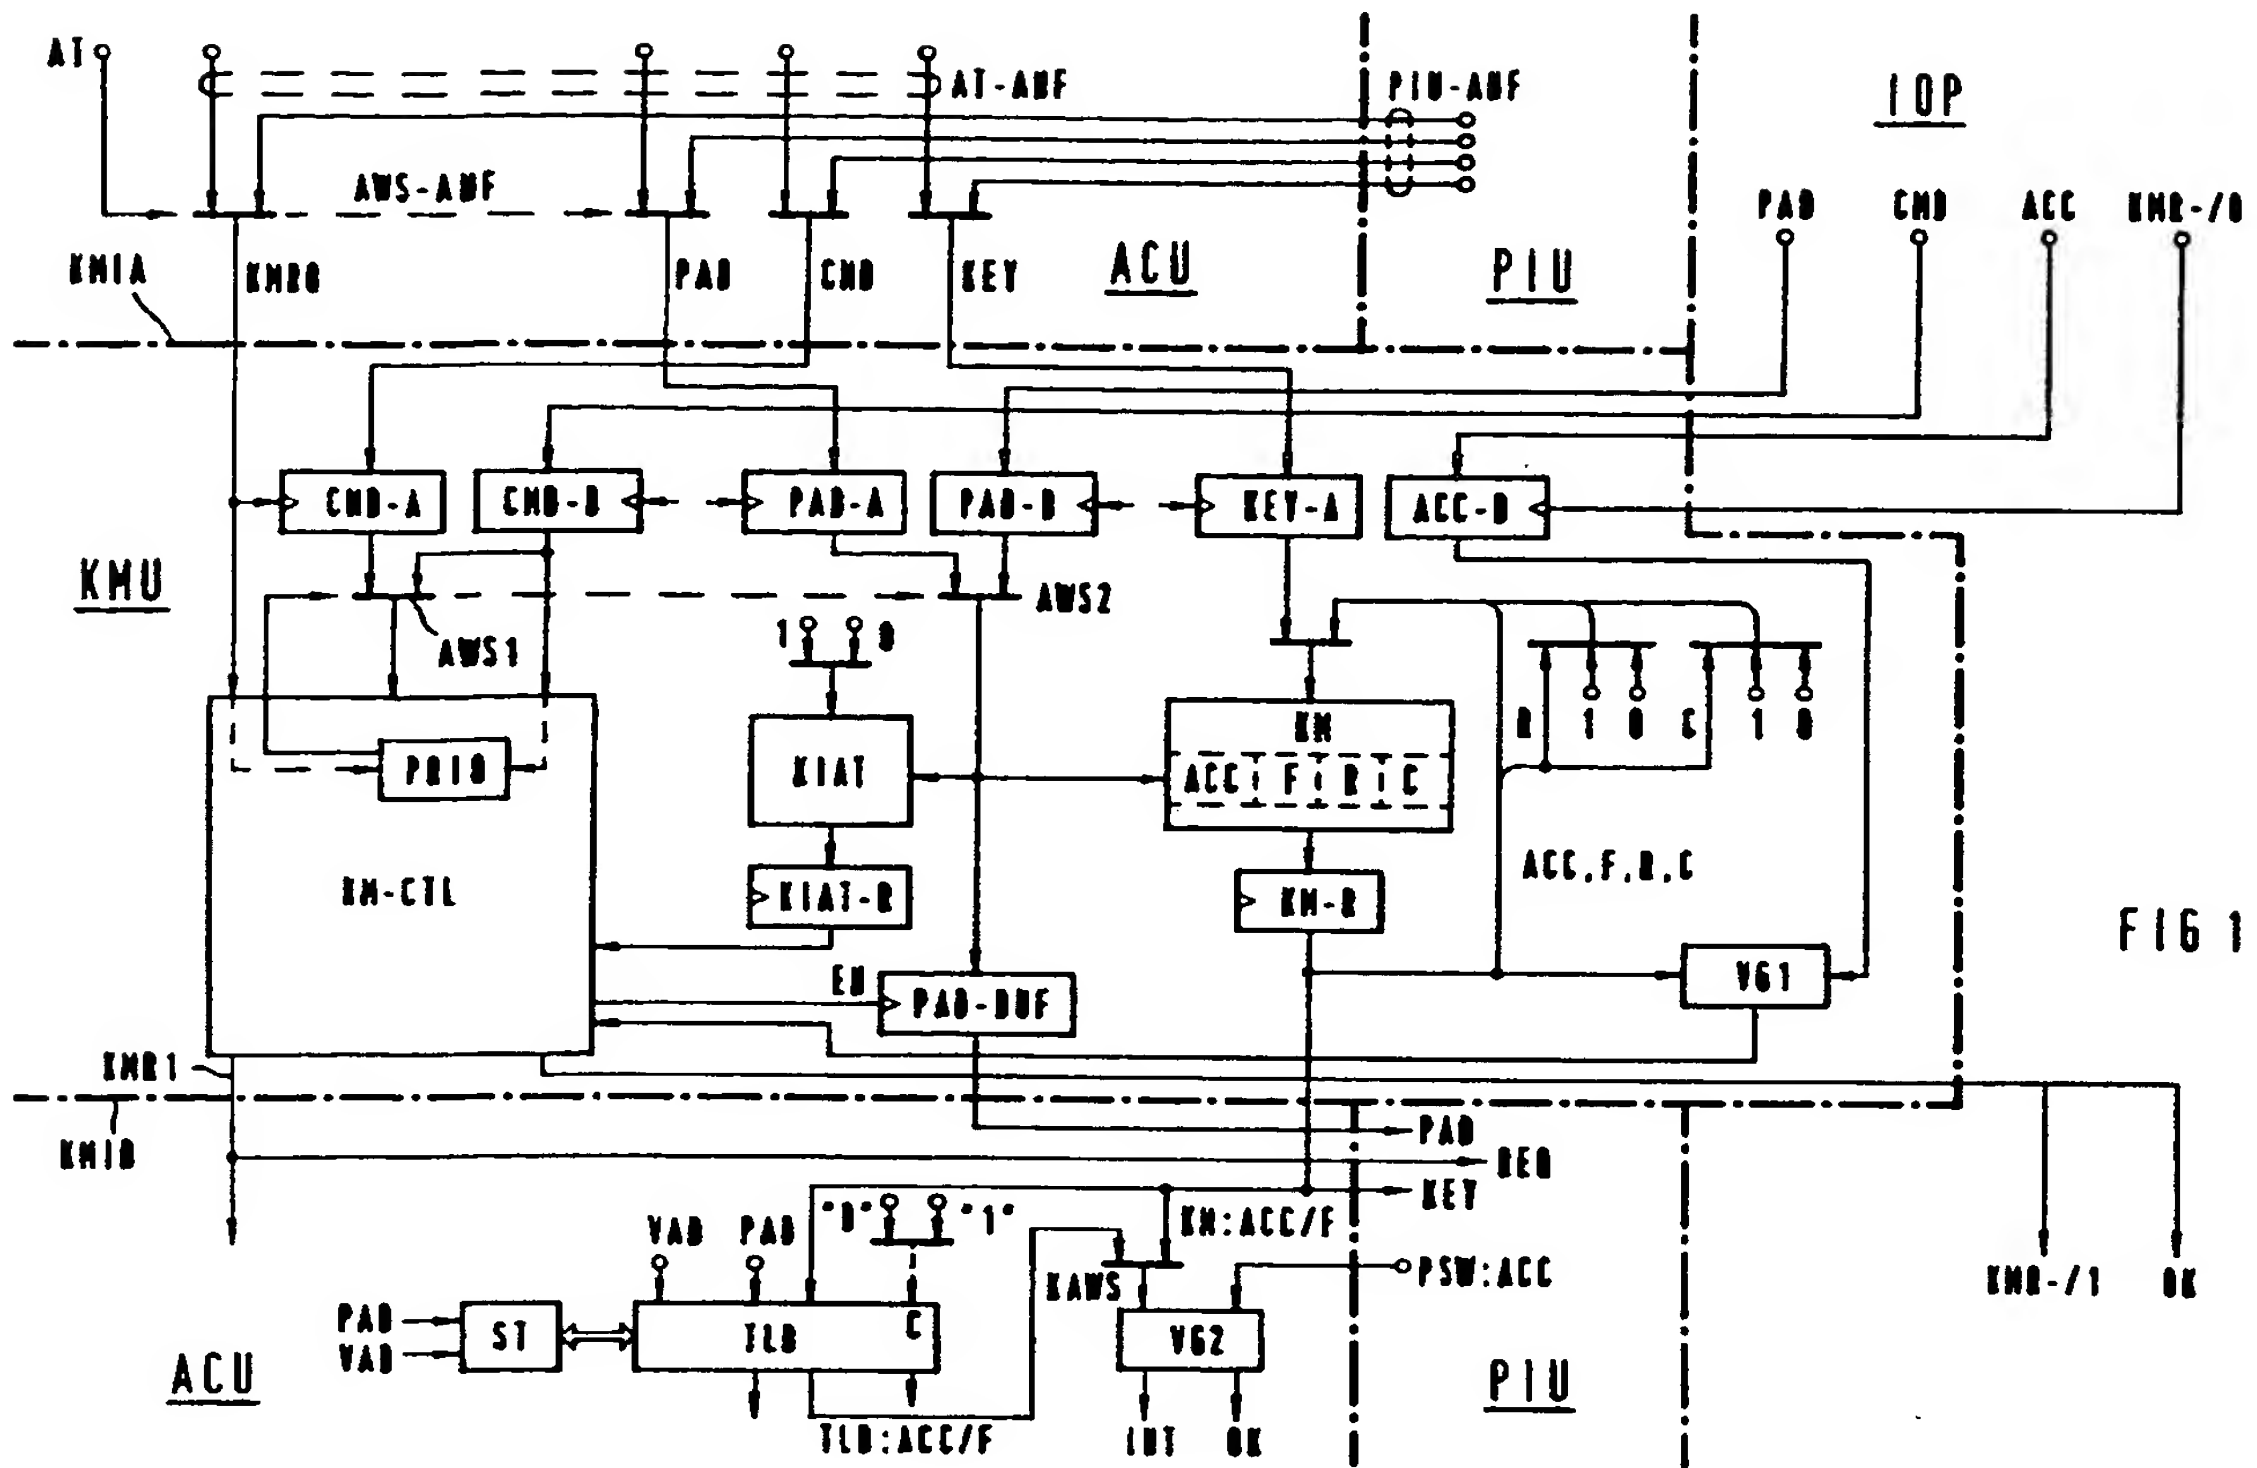 AT
AT-ANF
PIU-ANF
IOP
AWS-ANF
PAD
CMD
ACC
KMR-/0
KMIA
KMR0
PAD
CMD
KEY
ACU
PIU
CMD-A
CMD-B
PAD-A
PAD-B
KEY-A
ACC-B
KMU
AWS1
AWS2
1
0
R
1
0
C
1
0
PRIO
KIAT
KM
ACC
F
R
C
KM-CTL
KIAT-R
KM-R
ACC,F,R,C
FIG 1
EN
PAD-BUF
VG1
KMR1
KMIB
PAD
REQ
KEY
VAD
PAD
"0"
"1"
KM:ACC/F
KAWS
PSW:ACC
KMR-/1
OK
PAD
VAD
ST
TLB
C
VG2
ACU
PIU
TLB:ACC/F
INT
OK